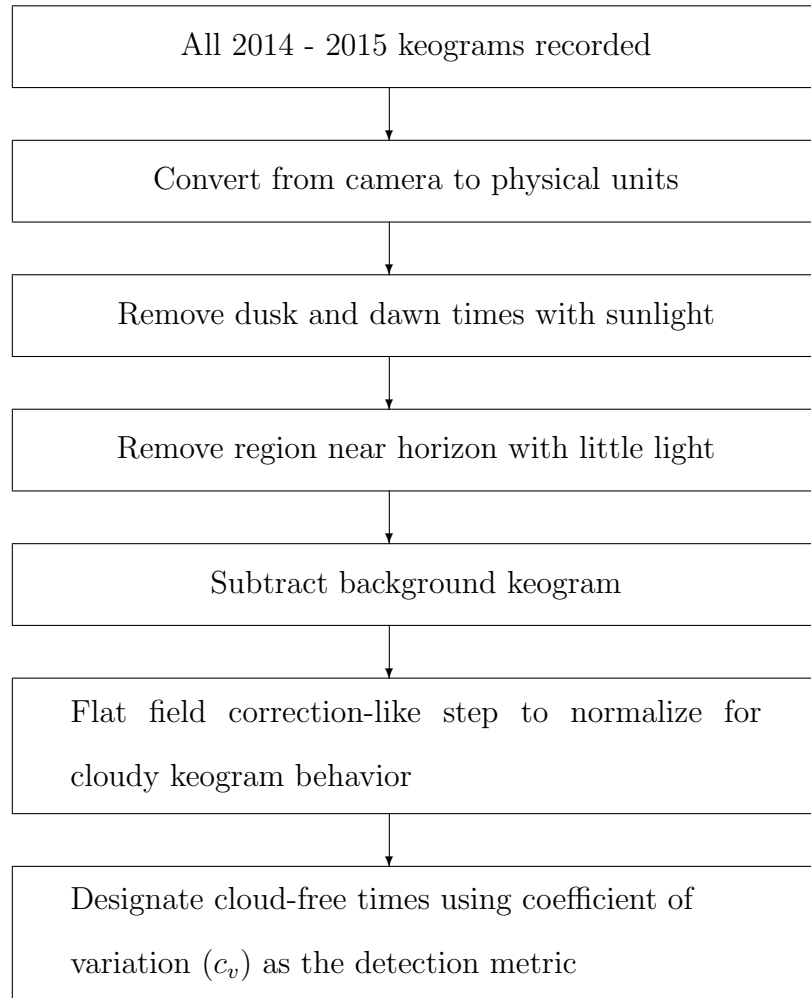 All 2014 - 2015 keograms recorded
Convert from camera to physical units
Remove dusk and dawn times with sunlight
Remove region near horizon with little light
Subtract background keogram
Flat field correction-like step to normalize for
cloudy keogram behavior
Designate cloud-free times using coefficient of
variation (c_v) as the detection metric